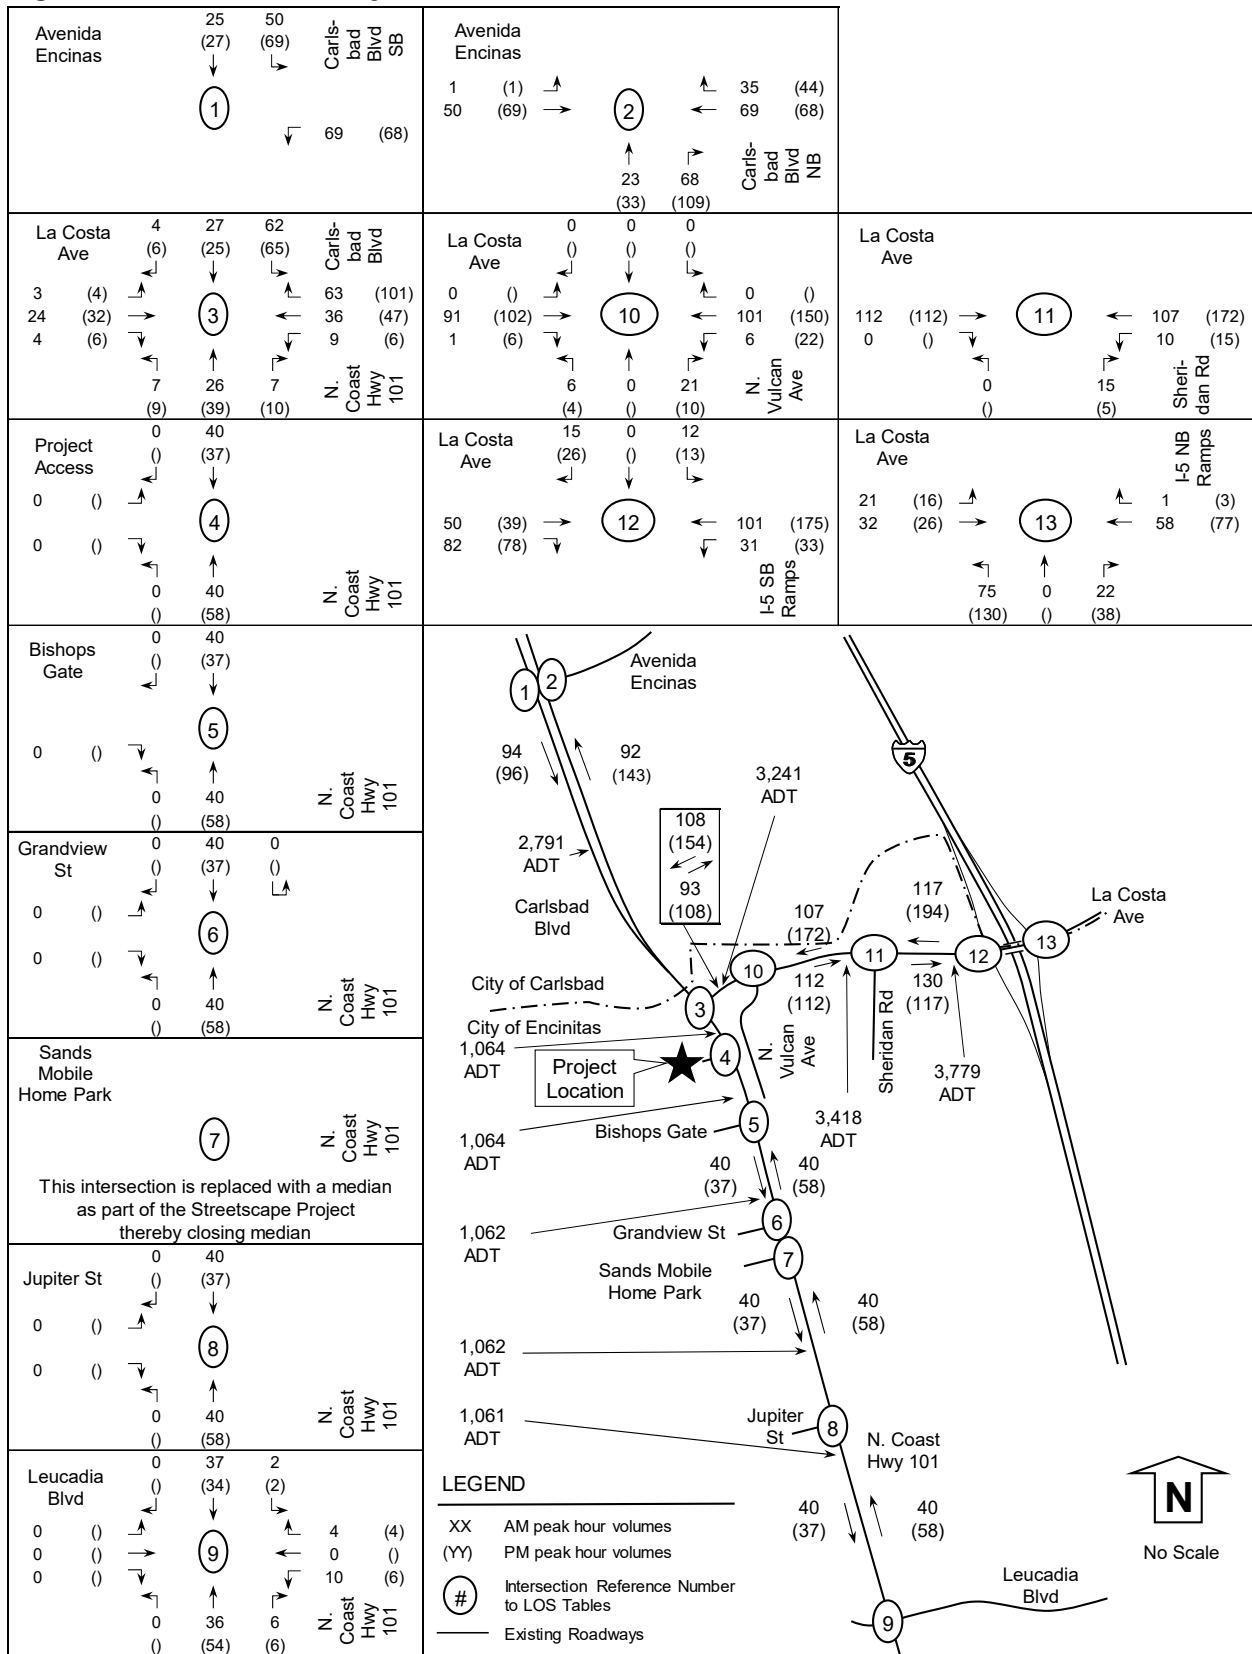 Avenida
Encinas
25 50
(27) (69)
Carls-
bad
Blvd
SB
1
69 (68)
Avenida
Encinas
1 (1)
50 (69)
2
35 (44)
69 (68)
23 68
(33) (109)
Carls-
bad
Blvd
NB
La Costa
Ave
4 27 62
(6) (25) (65)
Carls-
bad
Blvd
3 (4)
24 (32)
4 (6)
3
63 (101)
36 (47)
9 (6)
7 26 7
(9) (39) (10)
N.
Coast
Hwy
101
La Costa
Ave
0 0 0
() () ()
0 ()
91 (102)
1 (6)
10
0 ()
101 (150)
6 (22)
6 0 21
(4) () (10)
N.
Vulcan
Ave
La Costa
Ave
112 (112)
0 ()
11
107 (172)
10 (15)
0 15
() (5)
Sheri-
dan Rd
Project
Access
0 40
() (37)
0 ()
0 ()
4
0 40
() (58)
N.
Coast
Hwy
101
La Costa
Ave
15 0 12
(26) () (13)
50 (39)
82 (78)
12
101 (175)
31 (33)
I-5 SB
Ramps
La Costa
Ave
I-5 NB
Ramps
21 (16)
32 (26)
13
1 (3)
58 (77)
75 0 22
(130) () (38)
Bishops
Gate
0 40
() (37)
0 ()
5
0 40
() (58)
N.
Coast
Hwy
101
Grandview
St
0 40 0
() (37) ()
0 ()
0 ()
6
0 40
() (58)
N.
Coast
Hwy
101
Sands
Mobile
Home Park
7
N.
Coast
Hwy
101
This intersection is replaced with a median
as part of the Streetscape Project
thereby closing median
Jupiter St
0 40
() (37)
0 ()
0 ()
8
0 40
() (58)
N.
Coast
Hwy
101
Leucadia
Blvd
0 37 2
() (34) (2)
0 ()
0 ()
0 ()
9
4 (4)
0 ()
10 (6)
0 36 6
() (54) (6)
N.
Coast
Hwy
101
1
2
Avenida
Encinas
5
94
(96)
92
(143)
3,241
ADT
2,791
ADT
108
(154)
93
(108)
Carlsbad
Blvd
107
(172)
117
(194)
La Costa
Ave
10
11
12
13
112
(112)
130
(117)
City of Carlsbad
3
City of Encinitas
1,064
ADT
4
Project
Location
N.
Vulcan
Ave
Sheridan Rd
3,779
ADT
3,418
ADT
1,064
ADT
Bishops Gate
5
40
(37)
40
(58)
1,062
ADT
Grandview St
6
Sands Mobile
Home Park
7
40
(37)
40
(58)
1,062
ADT
1,061
ADT
Jupiter
St
8
N. Coast
Hwy 101
40
(37)
40
(58)
Leucadia
Blvd
9
N
No Scale
LEGEND
XX AM peak hour volumes
(YY) PM peak hour volumes
# Intersection Reference Number
to LOS Tables
Existing Roadways